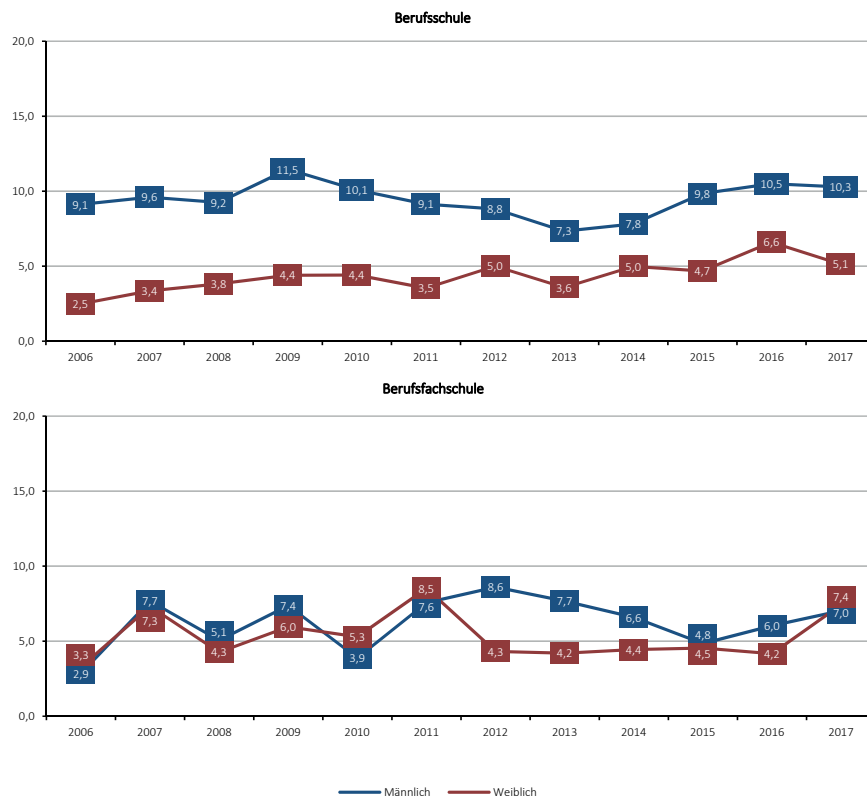 Berufsschule
20,0
15,0
10,0
5,0
0,0
9,1 9,6 9,2 11,5 10,1 9,1 8,8 7,3 7,8 9,8 10,5 10,3
2,5 3,4 3,8 4,4 4,4 3,5 5,0 3,6 5,0 4,7 6,6 5,1
2006 2007 2008 2009 2010 2011 2012 2013 2014 2015 2016 2017
Berufsfachschule
20,0
15,0
10,0
5,0
0,0
2,9 7,7 5,1 7,4 3,9 7,6 8,6 7,7 6,6 4,8 6,0 7,0
3,3 7,3 4,3 6,0 5,3 8,5 4,3 4,2 4,4 4,5 4,2 7,4
2006 2007 2008 2009 2010 2011 2012 2013 2014 2015 2016 2017
Männlich Weiblich